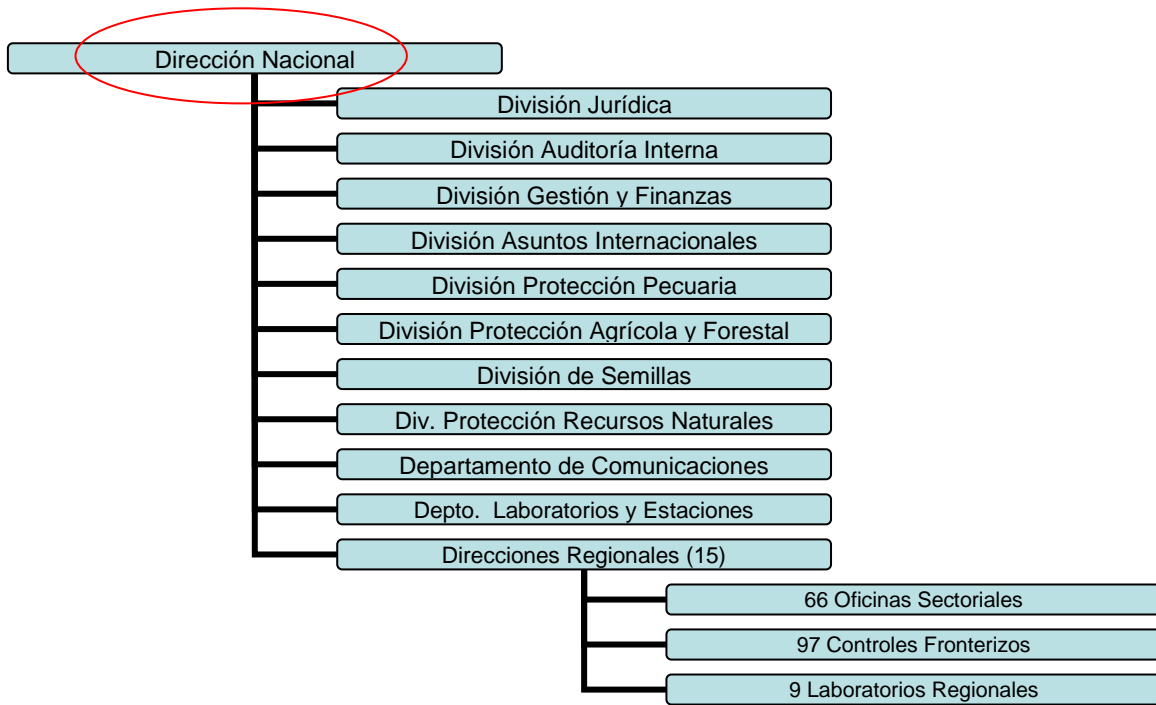 Dirección Nacional
División Jurídica
División Auditoría Interna
División Gestión y Finanzas
División Asuntos Internacionales
División Protección Pecuaria
División Protección Agrícola y Forestal
División de Semillas
Div. Protección Recursos Naturales
Departamento de Comunicaciones
Depto. Laboratorios y Estaciones
Direcciones Regionales (15)
66 Oficinas Sectoriales
97 Controles Fronterizos
9 Laboratorios Regionales